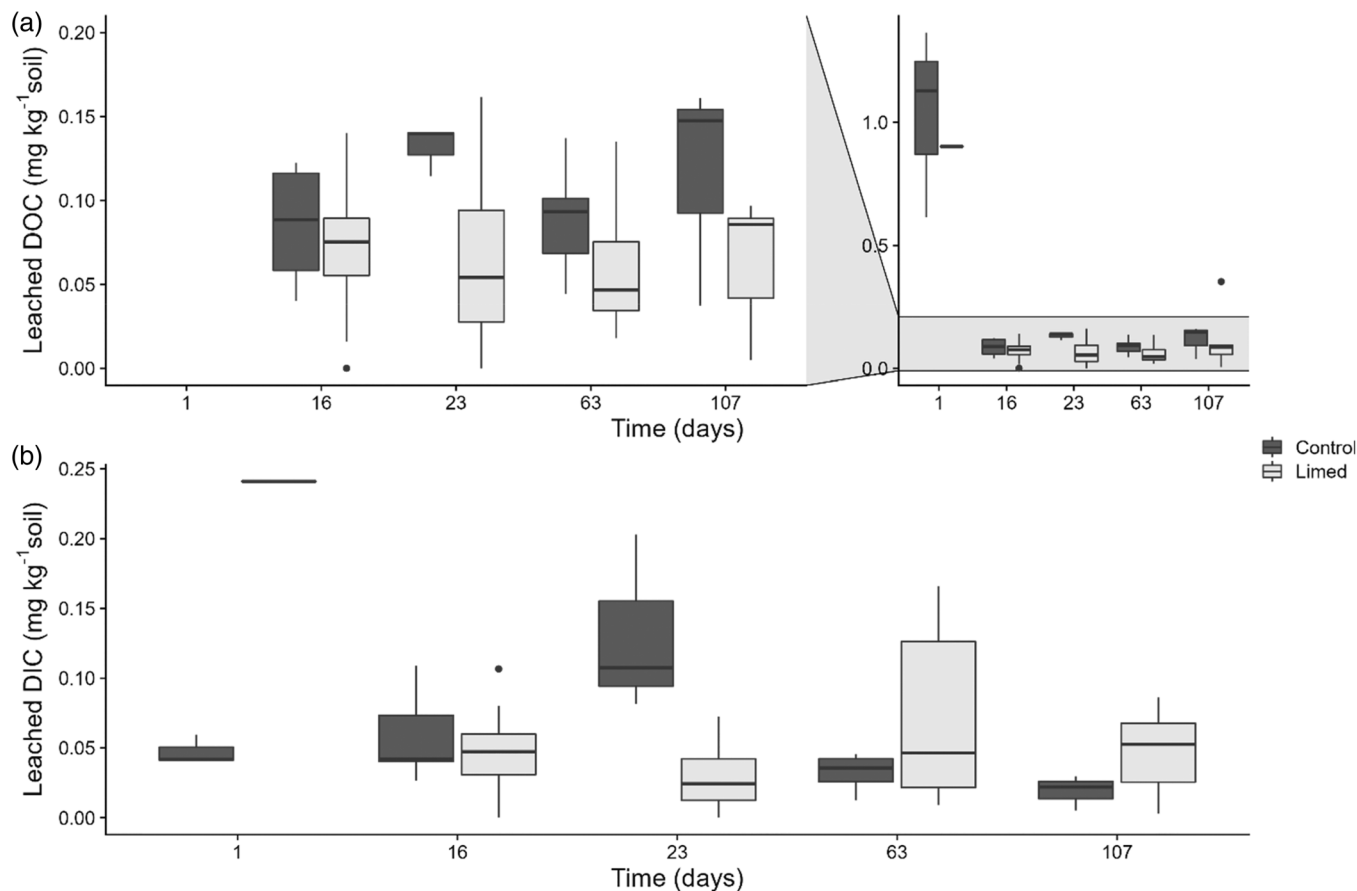 (a)
Leached DOC (mg kg⁻¹soil)
0.20
0.15
0.10
0.05
0.00
1 16 23 63 107
Time (days)
1.0
0.5
0.0
1 16 23 63 107
Control
Limed
(b)
Leached DIC (mg kg⁻¹soil)
0.25
0.20
0.15
0.10
0.05
0.00
1 16 23 63 107
Time (days)